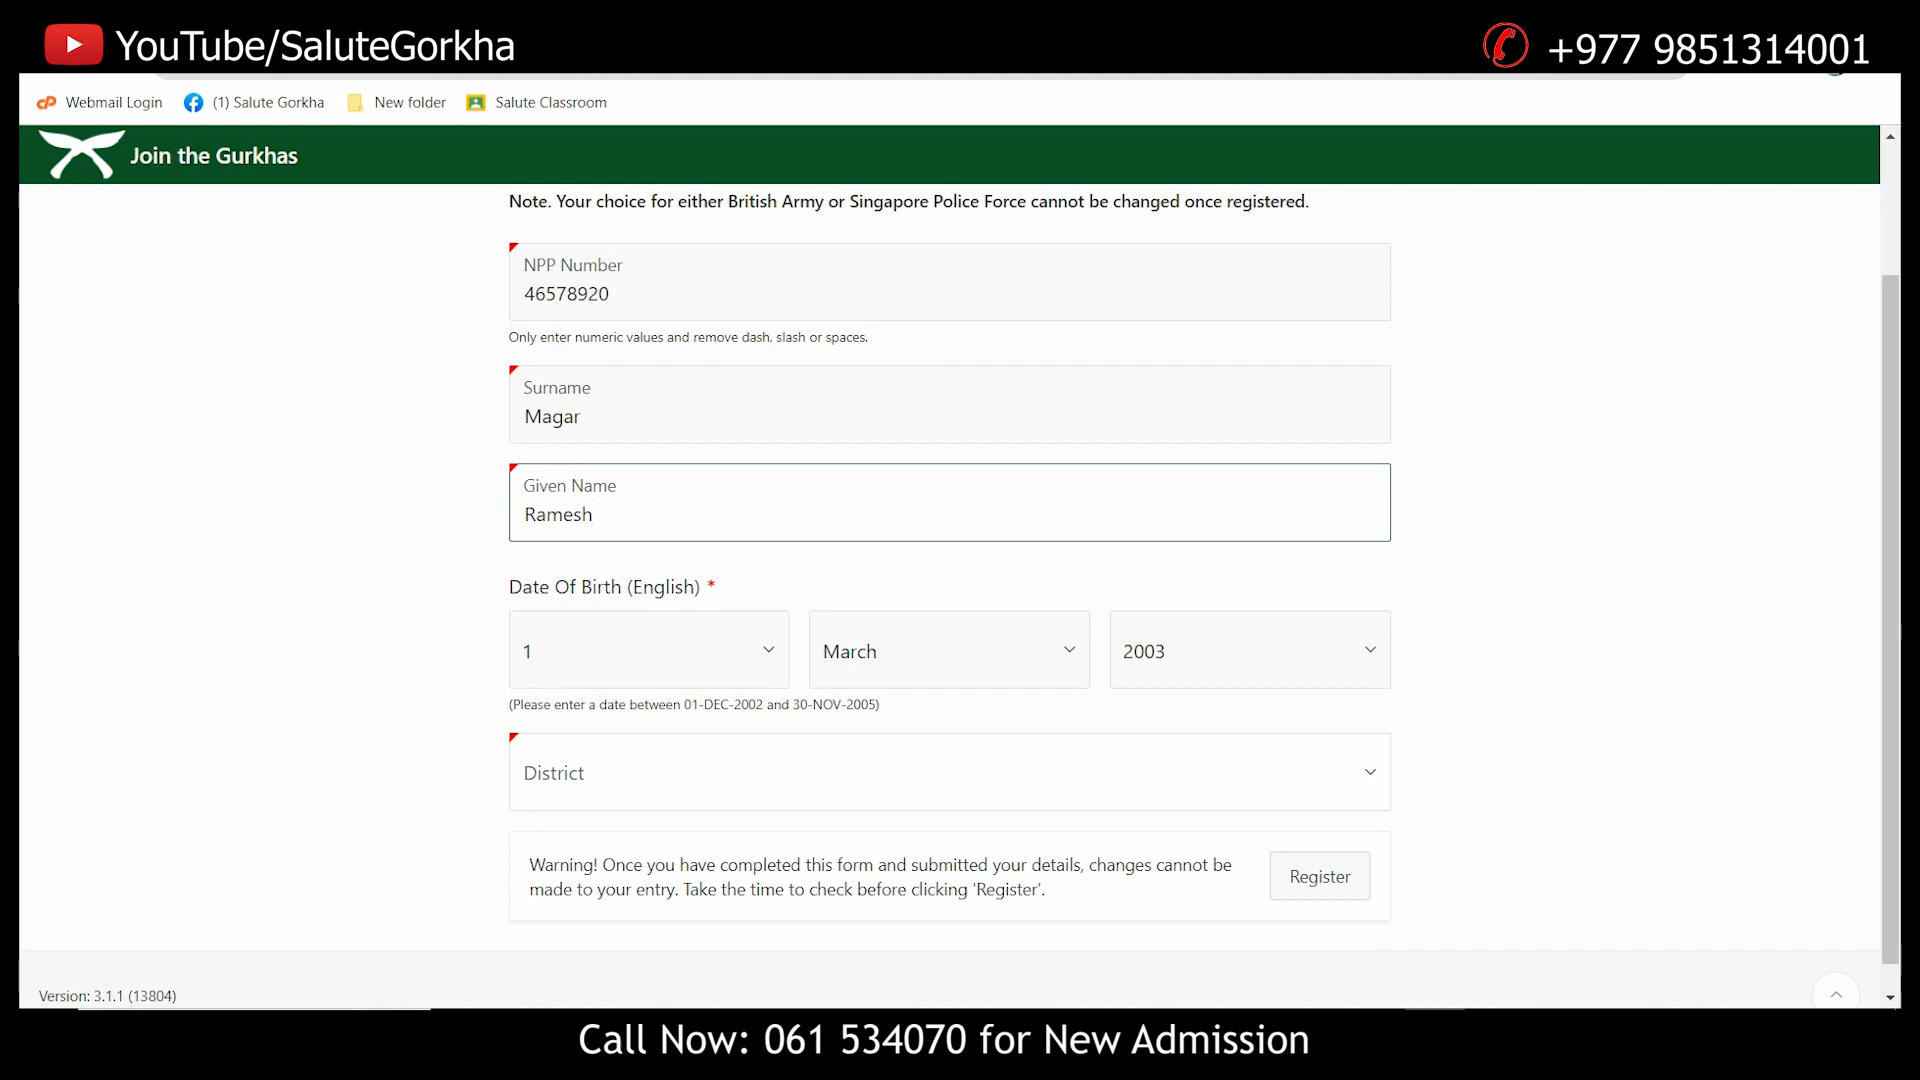 YouTube/SaluteGorkha
+977 9851314001
Webmail Login
(1) Salute Gorkha
New folder
Salute Classroom
Join the Gurkhas
Note. Your choice for either British Army or Singapore Police Force cannot be changed once registered.
NPP Number
46578920
Only enter numeric values and remove dash, slash or spaces.
Surname
Magar
Given Name
Ramesh
Date Of Birth (English) *
1
March
2003
(Please enter a date between 01-DEC-2002 and 30-NOV-2005)
District
Warning! Once you have completed this form and submitted your details, changes cannot be
made to your entry. Take the time to check before clicking 'Register'.
Register
Version: 3.1.1 (13804)
Call Now: 061 534070 for New Admission